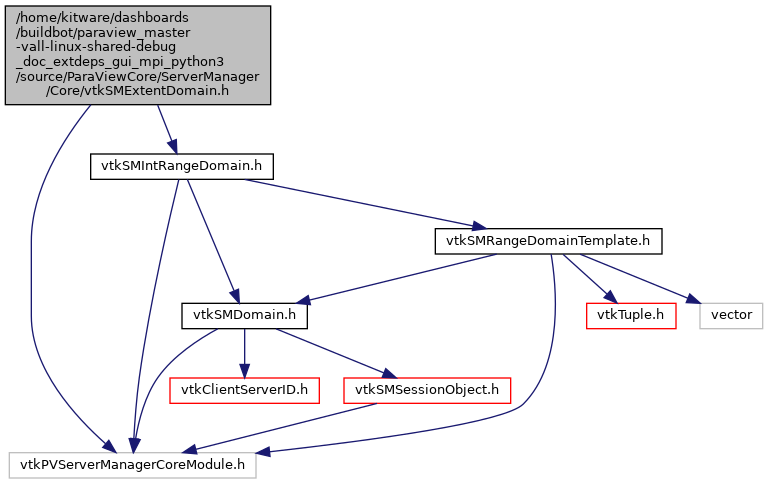 /home/kitware/dashboards
/buildbot/paraview_master
-vall-linux-shared-debug
_doc_extdeps_gui_mpi_python3
/source/ParaViewCore/ServerManager
/Core/vtkSMExtentDomain.h
vtkSMIntRangeDomain.h
vtkSMRangeDomainTemplate.h
vtkSMDomain.h
vtkTuple.h
vector
vtkClientServerID.h
vtkSMSessionObject.h
vtkPVServerManagerCoreModule.h